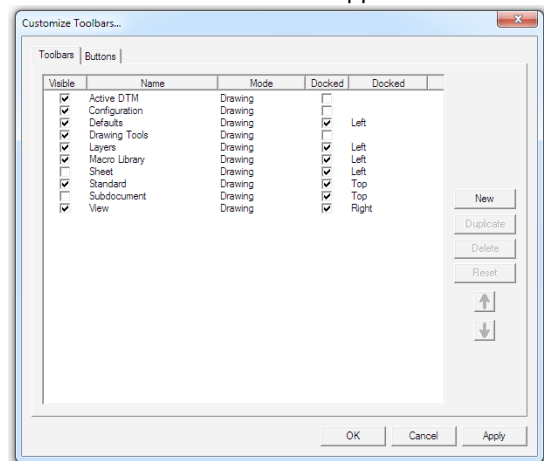 Customize Toolbars...
Toolbars Buttons
Visible Name Mode Docked Docked
Active DTM Drawing
Configuration Drawing
Defaults Drawing Left
Drawing Tools Drawing
Layers Drawing Left
Macro Library Drawing Left
Sheet Drawing Left
Standard Drawing Top
Subdocument Drawing Top
View Drawing Right
New
Duplicate
Delete
Reset
OK Cancel Apply